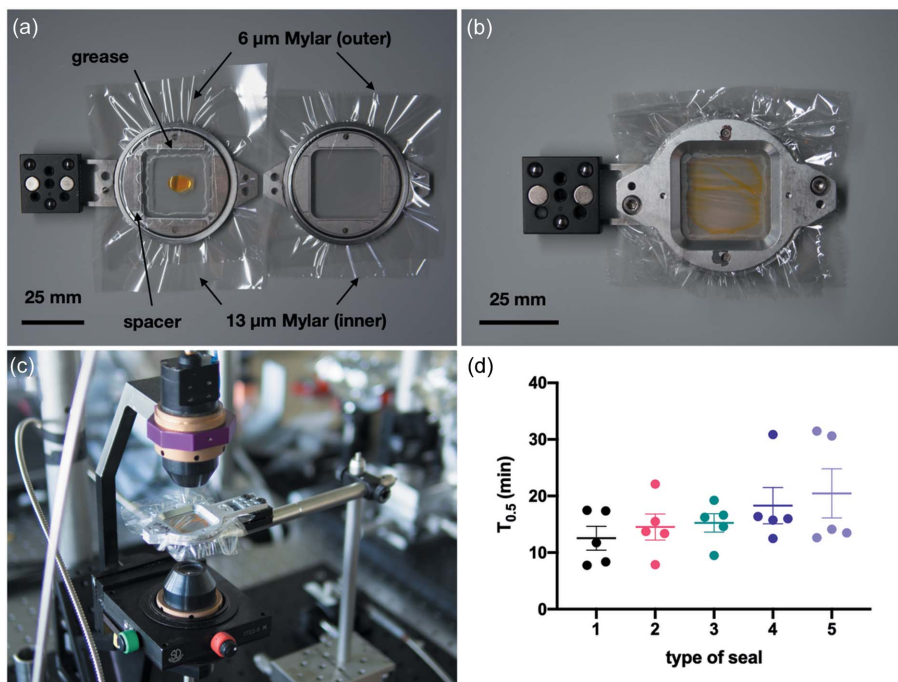 (a)
6 µm Mylar (outer)
grease
25 mm
spacer
13 µm Mylar (inner)
(b)
25 mm
(c)
(d)
40
30
20
10
0
T0.5 (min)
1 2 3 4 5
type of seal